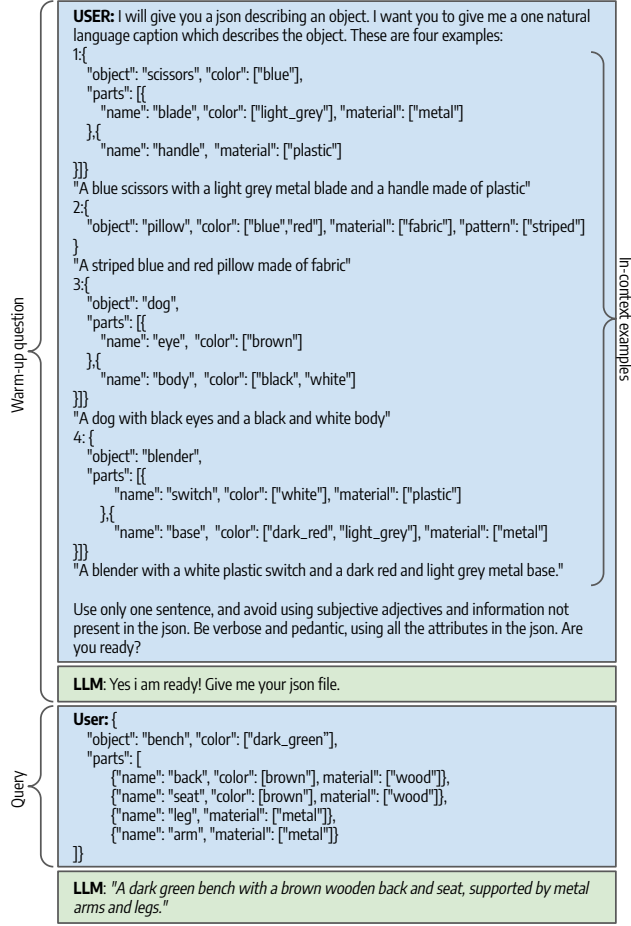 USER: I will give you a json describing an object. I want you to give me a one natural
language caption which describes the object. These are four examples:
1:{
"object": "scissors", "color": ["blue"],
"parts": [{
"name": "blade", "color": ["light_grey"], "material": ["metal"]
},{
"name": "handle", "material": ["plastic"]
}]}
"A blue scissors with a light grey metal blade and a handle made of plastic"
2:{
"object": "pillow", "color": ["blue","red"], "material": ["fabric"], "pattern": ["striped"]
}
"A striped blue and red pillow made of fabric"
3:{
"object": "dog",
"parts": [{
"name": "eye", "color": ["brown"]
},{
"name": "body", "color": ["black", "white"]
}]}
"A dog with black eyes and a black and white body"
4: {
"object": "blender",
"parts": [{
"name": "switch", "color": ["white"], "material": ["plastic"]
},{
"name": "base", "color": ["dark_red", "light_grey"], "material": ["metal"]
}]}
"A blender with a white plastic switch and a dark red and light grey metal base."
Use only one sentence, and avoid using subjective adjectives and information not
present in the json. Be verbose and pedantic, using all the attributes in the json. Are
you ready?
Warm-up question
In-context examples
LLM: Yes i am ready! Give me your json file.
User: {
"object": "bench", "color": ["dark_green”],
"parts": [
{"name": "back", "color": [brown"], material": ["wood"]},
{"name": "seat", "color": [brown"], material": ["wood"]},
{"name": "leg", "material": ["metal"]},
{"name": "arm", "material": ["metal"]}
]}
Query
LLM: "A dark green bench with a brown wooden back and seat, supported by metal
arms and legs."